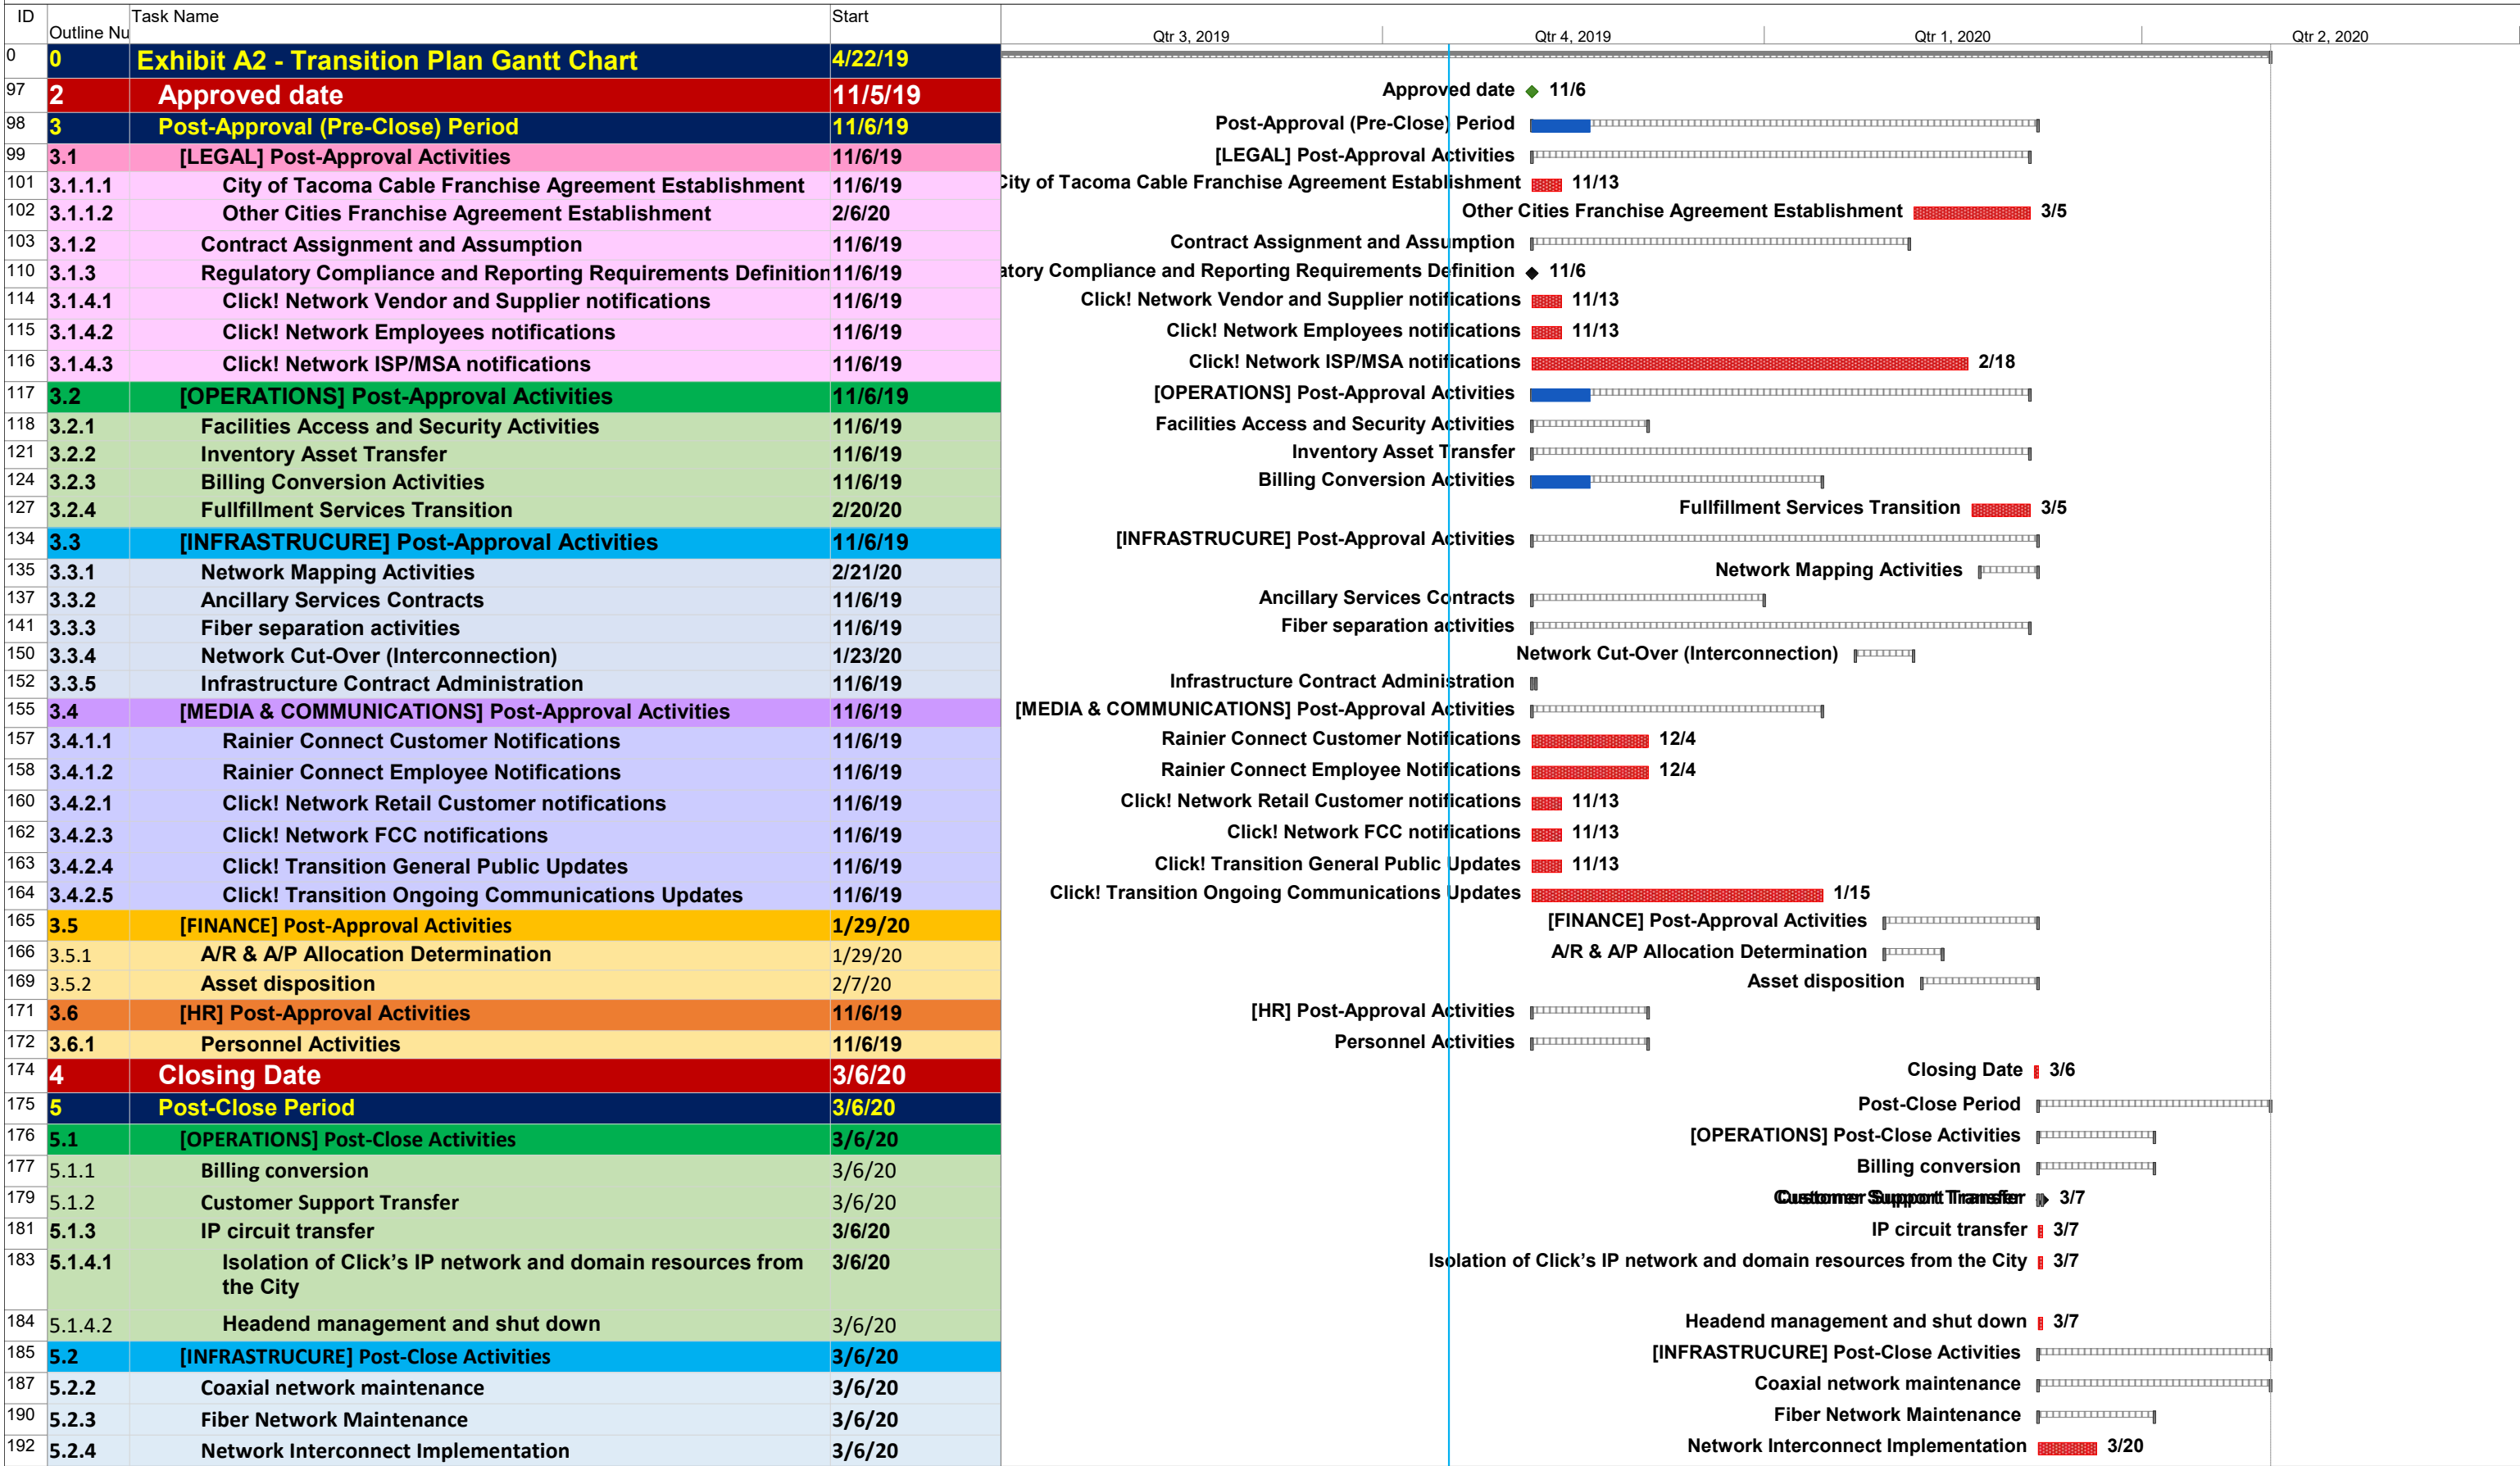 ID Outline Nu Task Name Start Qtr 3, 2019 Qtr 4, 2019 Qtr 1, 2020 Qtr 2, 2020
0 0 Exhibit A2 - Transition Plan Gantt Chart 4/22/19
97 2 Approved date 11/5/19 Approved date 11/6
98 3 Post-Approval (Pre-Close) Period 11/6/19 Post-Approval (Pre-Close) Period
99 3.1 [LEGAL] Post-Approval Activities 11/6/19 [LEGAL] Post-Approval Activities
101 3.1.1.1 City of Tacoma Cable Franchise Agreement Establishment 11/6/19 City of Tacoma Cable Franchise Agreement Establishment 11/13
102 3.1.1.2 Other Cities Franchise Agreement Establishment 2/6/20 Other Cities Franchise Agreement Establishment 3/5
103 3.1.2 Contract Assignment and Assumption 11/6/19 Contract Assignment and Assumption
110 3.1.3 Regulatory Compliance and Reporting Requirements Definition 11/6/19 atory Compliance and Reporting Requirements Definition 11/6
114 3.1.4.1 Click! Network Vendor and Supplier notifications 11/6/19 Click! Network Vendor and Supplier notifications 11/13
115 3.1.4.2 Click! Network Employees notifications 11/6/19 Click! Network Employees notifications 11/13
116 3.1.4.3 Click! Network ISP/MSA notifications 11/6/19 Click! Network ISP/MSA notifications 2/18
117 3.2 [OPERATIONS] Post-Approval Activities 11/6/19 [OPERATIONS] Post-Approval Activities
118 3.2.1 Facilities Access and Security Activities 11/6/19 Facilities Access and Security Activities
121 3.2.2 Inventory Asset Transfer 11/6/19 Inventory Asset Transfer
124 3.2.3 Billing Conversion Activities 11/6/19 Billing Conversion Activities
127 3.2.4 Fullfillment Services Transition 2/20/20 Fullfillment Services Transition 3/5
134 3.3 [INFRASTRUCURE] Post-Approval Activities 11/6/19 [INFRASTRUCURE] Post-Approval Activities
135 3.3.1 Network Mapping Activities 2/21/20 Network Mapping Activities
137 3.3.2 Ancillary Services Contracts 11/6/19 Ancillary Services Contracts
141 3.3.3 Fiber separation activities 11/6/19 Fiber separation activities
150 3.3.4 Network Cut-Over (Interconnection) 1/23/20 Network Cut-Over (Interconnection)
152 3.3.5 Infrastructure Contract Administration 11/6/19 Infrastructure Contract Administration
155 3.4 [MEDIA & COMMUNICATIONS] Post-Approval Activities 11/6/19 [MEDIA & COMMUNICATIONS] Post-Approval Activities
157 3.4.1.1 Rainier Connect Customer Notifications 11/6/19 Rainier Connect Customer Notifications 12/4
158 3.4.1.2 Rainier Connect Employee Notifications 11/6/19 Rainier Connect Employee Notifications 12/4
160 3.4.2.1 Click! Network Retail Customer notifications 11/6/19 Click! Network Retail Customer notifications 11/13
162 3.4.2.3 Click! Network FCC notifications 11/6/19 Click! Network FCC notifications 11/13
163 3.4.2.4 Click! Transition General Public Updates 11/6/19 Click! Transition General Public Updates 11/13
164 3.4.2.5 Click! Transition Ongoing Communications Updates 11/6/19 Click! Transition Ongoing Communications Updates 1/15
165 3.5 [FINANCE] Post-Approval Activities 1/29/20 [FINANCE] Post-Approval Activities
166 3.5.1 A/R & A/P Allocation Determination 1/29/20 A/R & A/P Allocation Determination
169 3.5.2 Asset disposition 2/7/20 Asset disposition
171 3.6 [HR] Post-Approval Activities 11/6/19 [HR] Post-Approval Activities
172 3.6.1 Personnel Activities 11/6/19 Personnel Activities
174 4 Closing Date 3/6/20 Closing Date 3/6
175 5 Post-Close Period 3/6/20 Post-Close Period
176 5.1 [OPERATIONS] Post-Close Activities 3/6/20 [OPERATIONS] Post-Close Activities
177 5.1.1 Billing conversion 3/6/20 Billing conversion
179 5.1.2 Customer Support Transfer 3/6/20 Customer Support Transfer 3/7
181 5.1.3 IP circuit transfer 3/6/20 IP circuit transfer 3/7
183 5.1.4.1 Isolation of Click’s IP network and domain resources from 3/6/20 Isolation of Click's IP network and domain resources from the City 3/7
the City
184 5.1.4.2 Headend management and shut down 3/6/20 Headend management and shut down 3/7
185 5.2 [INFRASTRUCURE] Post-Close Activities 3/6/20 [INFRASTRUCURE] Post-Close Activities
187 5.2.2 Coaxial network maintenance 3/6/20 Coaxial network maintenance
190 5.2.3 Fiber Network Maintenance 3/6/20 Fiber Network Maintenance
192 5.2.4 Network Interconnect Implementation 3/6/20 Network Interconnect Implementation 3/20